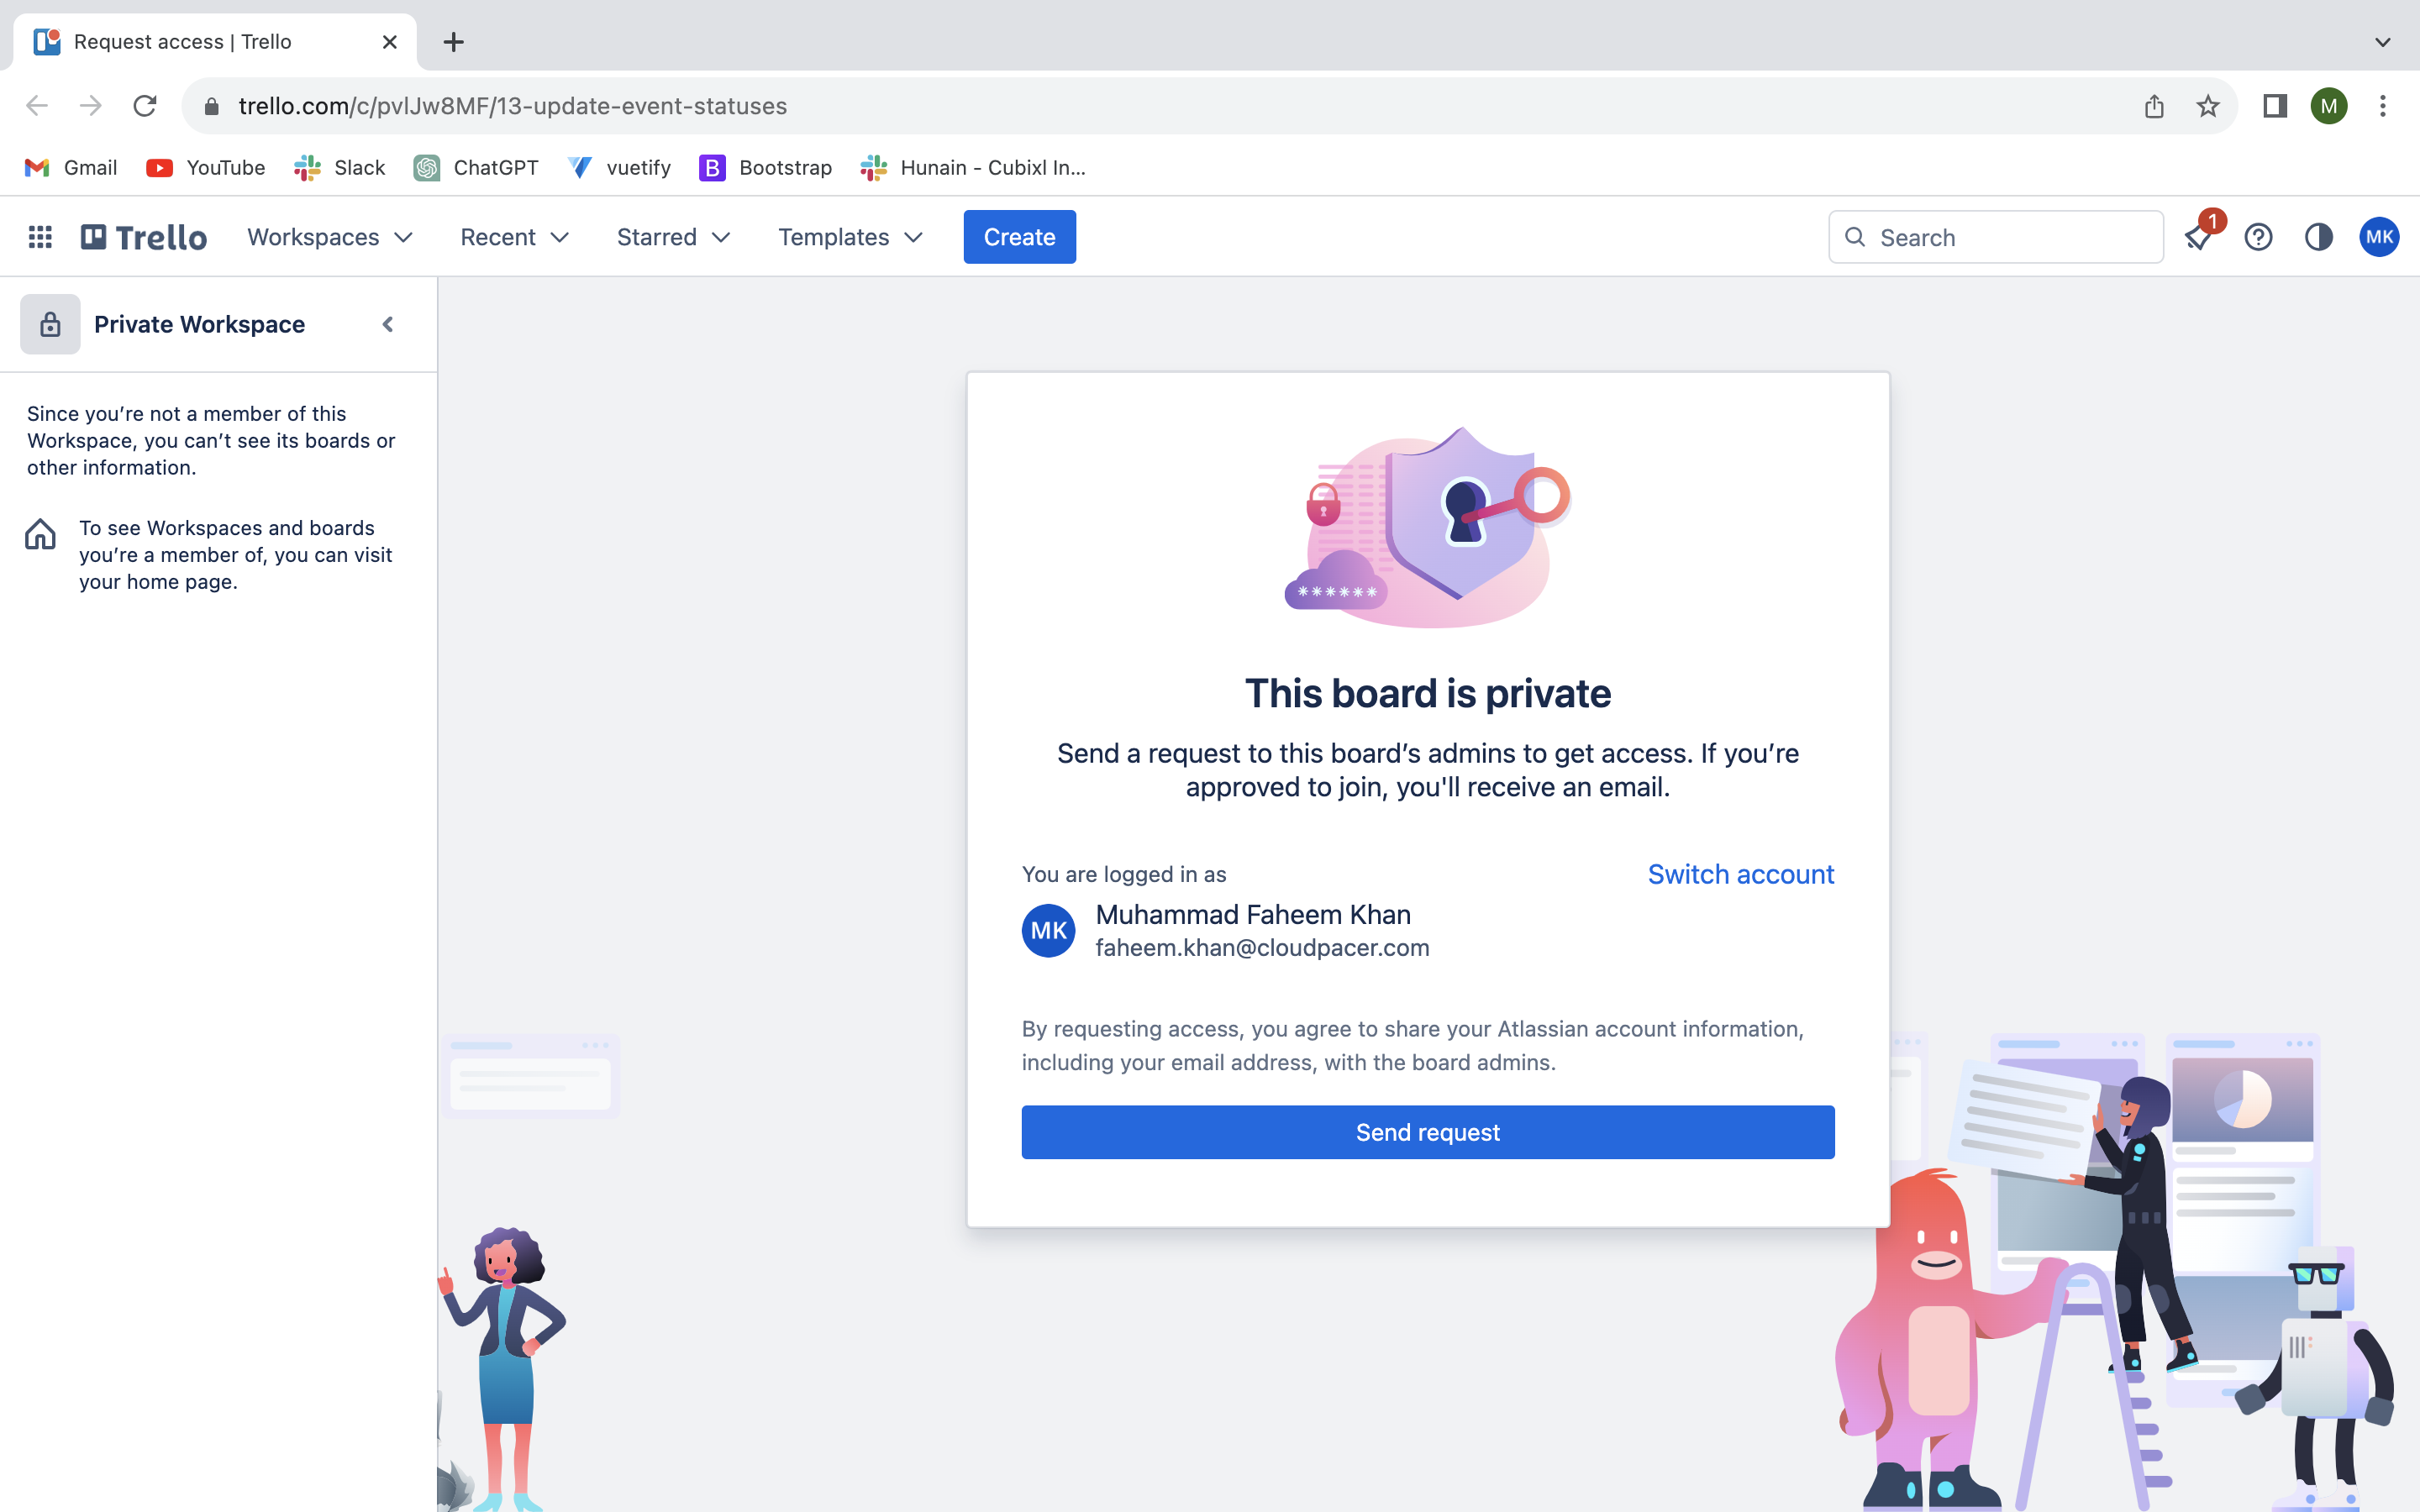 Request access | Trello
trello.com/c/pvlJw8MF/13-update-event-statuses
M
Gmail
YouTube
Slack
ChatGPT
vuetify
B Bootstrap
Hunain - Cubixl In...
Trello
Workspaces
Recent
Starred
Templates
Create
Search
1
MK
Private Workspace
Since you’re not a member of this
Workspace, you can’t see its boards or
other information.
To see Workspaces and boards
you’re a member of, you can visit
your home page.
******
This board is private
Send a request to this board’s admins to get access. If you’re
approved to join, you'll receive an email.
You are logged in as
Switch account
MK
Muhammad Faheem Khan
faheem.khan@cloudpacer.com
By requesting access, you agree to share your Atlassian account information,
including your email address, with the board admins.
Send request